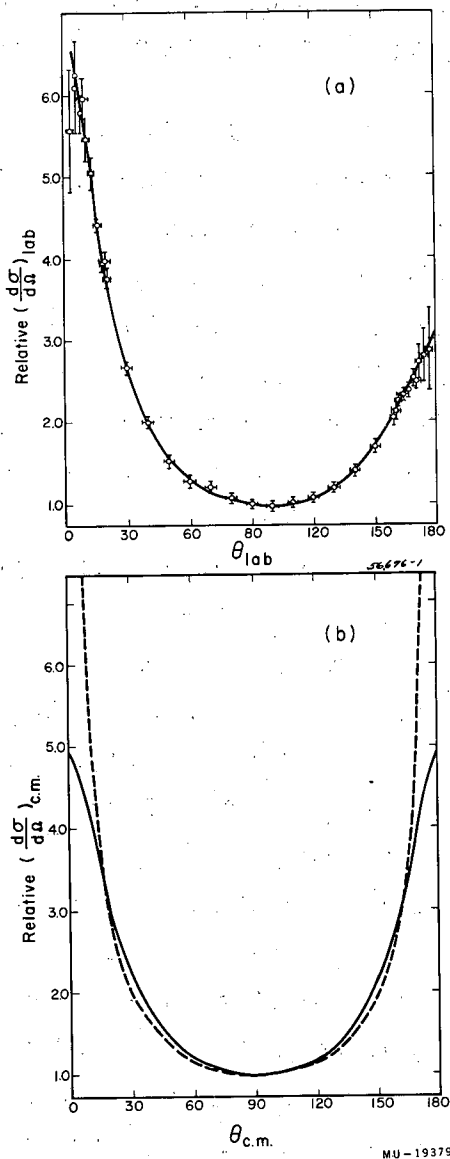 (a)
6.0
5.0
4.0
3.0
2.0
1.0
Relative (dσ/dΩ)lab
0 30 60 90 120 150 180
θlab
56,696-1
(b)
6.0
5.0
4.0
3.0
2.0
1.0
Relative (dσ/dΩ)c.m.
0 30 60 90 120 150 180
θc.m.
MU-19379